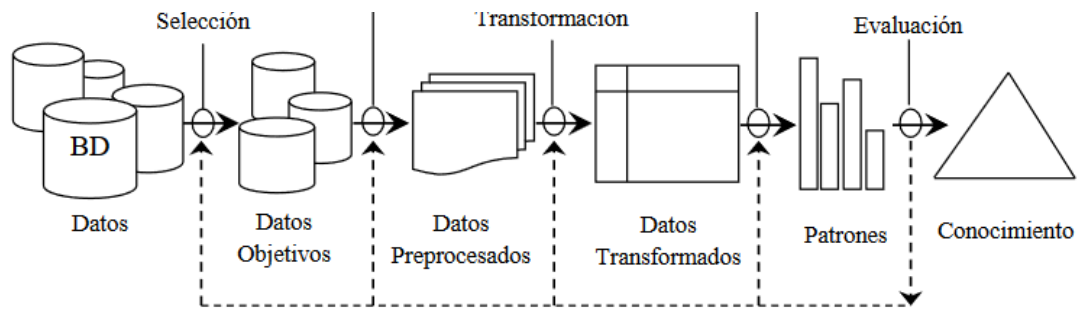 Selección
Transformación
Evaluación
BD
Datos
Datos
Objetivos
Datos
Preprocesados
Datos
Transformados
Patrones
Conocimiento